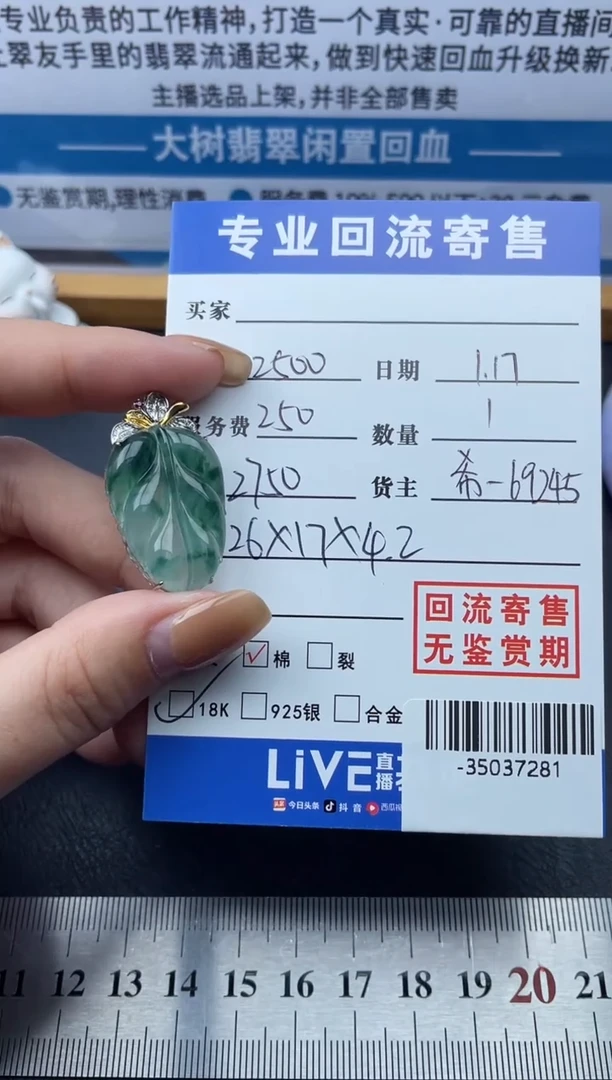 专业负责的工作精神,打造一个真实·可靠的直播间
翠友手里的翡翠流通起来,做到快速回血升级换新
主播选品上架,并非全部售卖
大树翡翠闲置回血
无鉴赏期,理性消费
专业回流寄售
买家
2500 日期 1.17
服务费 250 数量 1
2750 货主 希-69245
26×17×4.2
回流寄售
无鉴赏期
棉 裂
18K 925银 合金
-35037281
LiVE 直播
今日头条 抖音 西瓜视
11 12 13 14 15 16 17 18 19 20 21